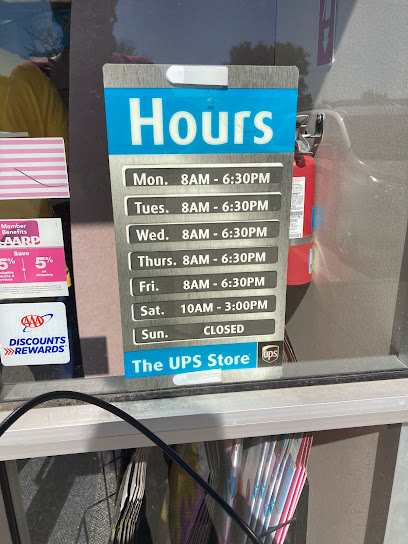 Hours
Mon. 8AM - 6:30PM
Tues. 8AM - 6:30PM
Wed. 8AM - 6:30PM
Thurs. 8AM - 6:30PM
Fri. 8AM - 6:30PM
Sat. 10AM - 3:00PM
Sun. CLOSED
The UPS Store
ups
Member
Benefits
AARP
Save
5% 5%
on
shipping
AAA
DISCOUNTS
REWARDS